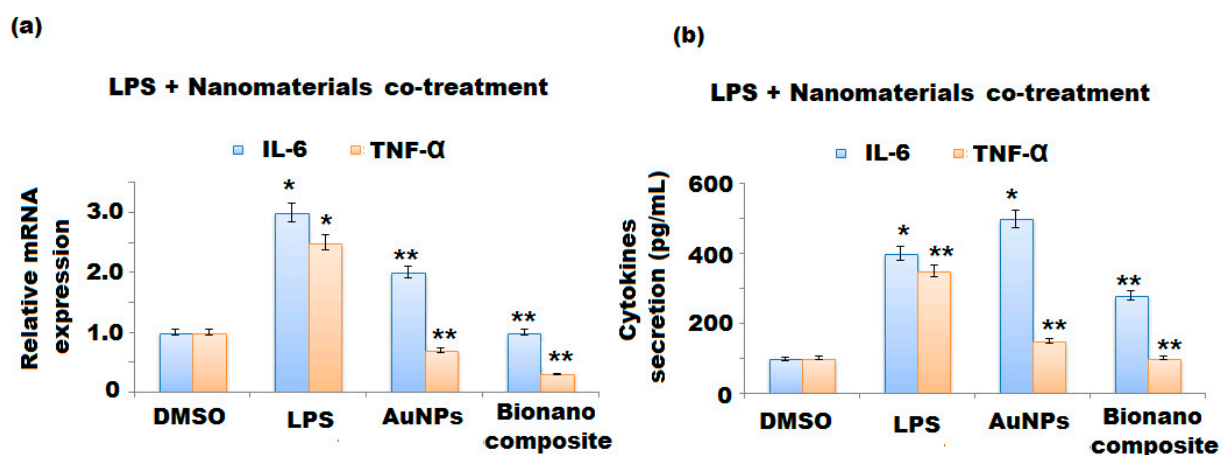 (a)
LPS + Nanomaterials co-treatment
IL-6 TNF-α
Relative mRNA
expression
3.0
2.0
1.0
0
* * ** ** ** **
DMSO LPS AuNPs Bionano
composite
(b)
LPS + Nanomaterials co-treatment
IL-6 TNF-α
Cytokines
secretion (pg/mL)
600
400
200
0
* ** * ** ** **
DMSO LPS AuNPs Bionano
composite